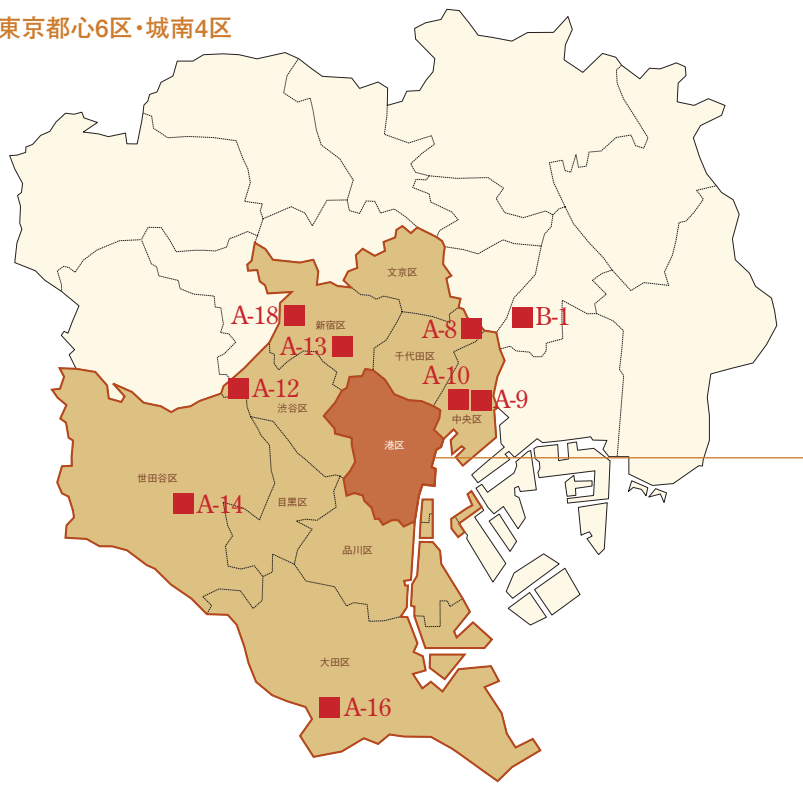 東京都心6区・城南4区
文京区
A-18
新宿区
A-8
B-1
A-13
千代田区
A-10
A-12
A-9
渋谷区
中央区
港区
世田谷区
A-14
目黒区
品川区
大田区
A-16